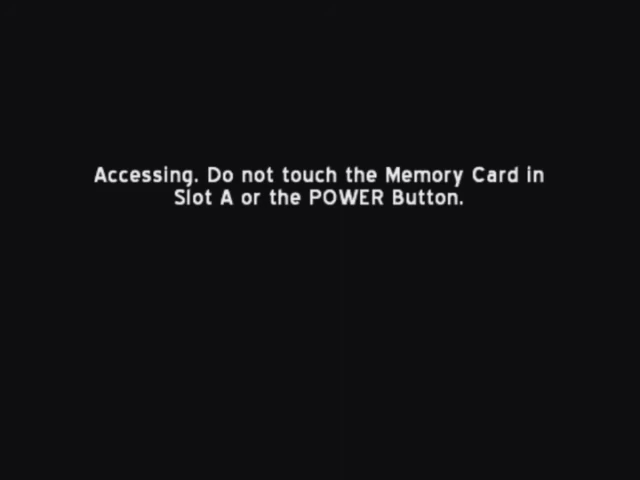 Accessing. Do not touch the Memory Card in
Slot A or the POWER Button.